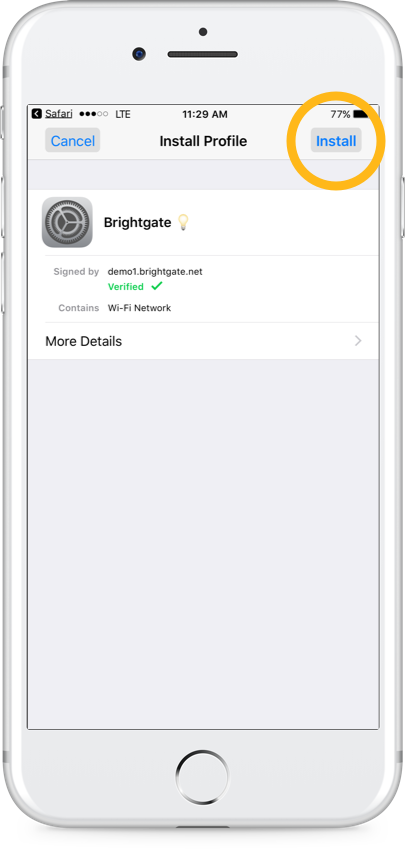 Safari LTE 11:29 AM 77%
Cancel Install Profile Install
Brightgate 💡
Signed by demo1.brightgate.net
Verified ✓
Contains Wi-Fi Network
More Details